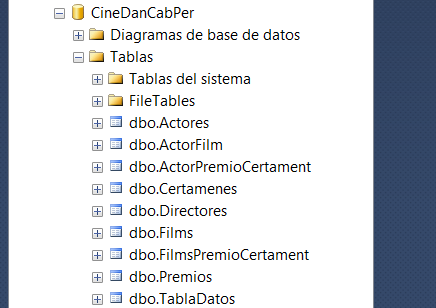 CineDanCabPer
Diagramas de base de datos
Tablas
Tablas del sistema
FileTables
dbo.Actores
dbo.ActorFilm
dbo.ActorPremioCertament
dbo.Certamenes
dbo.Directores
dbo.Films
dbo.FilmsPremioCertament
dbo.Premios
dbo.TablaDatos